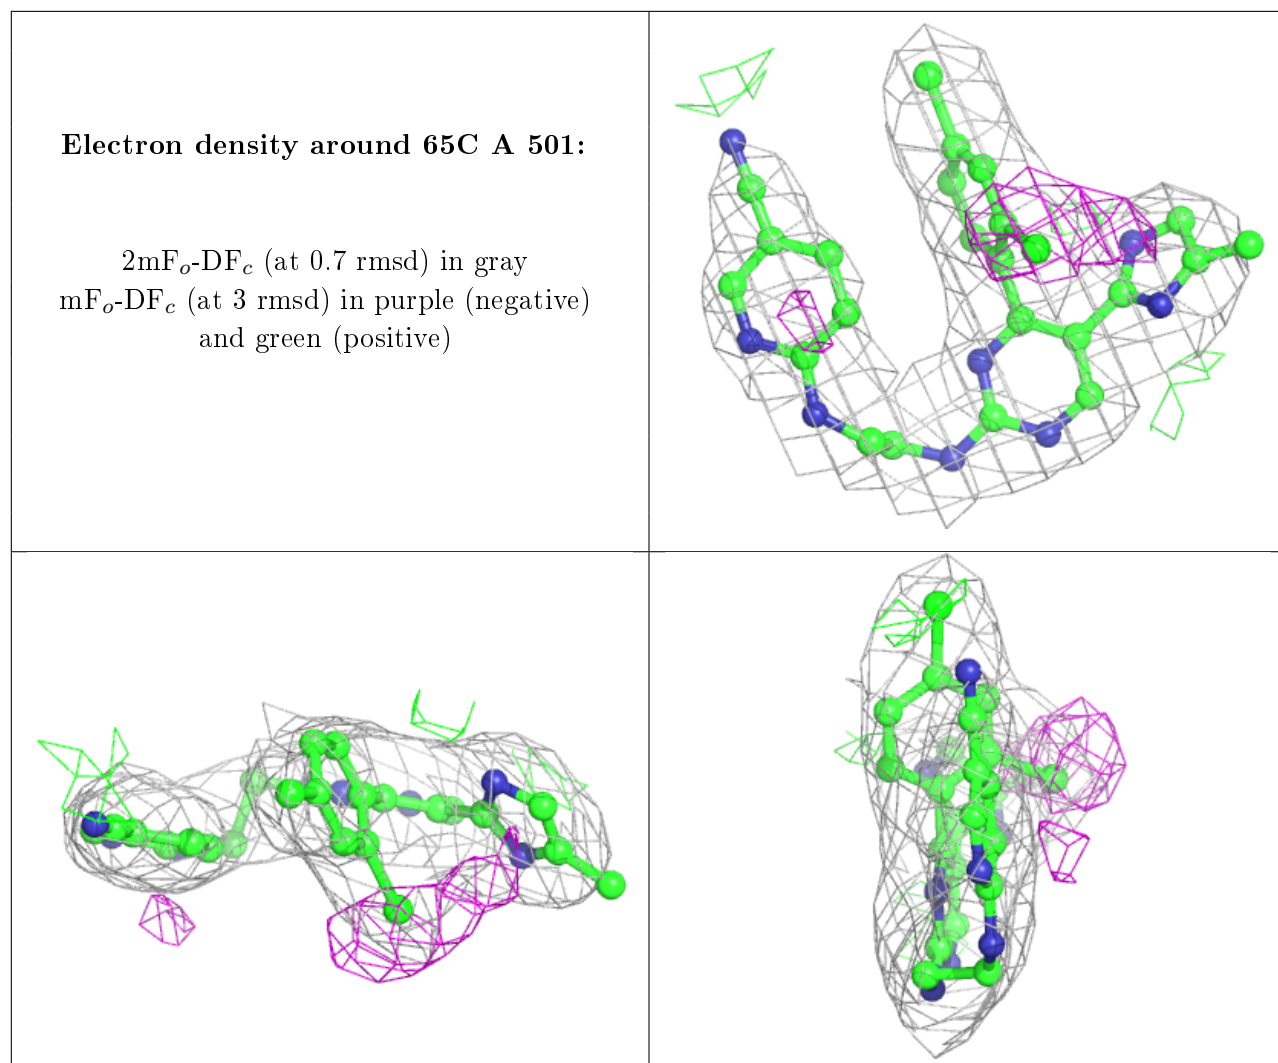 Electron density around 65C A 501:
2mFo-DFc (at 0.7 rmsd) in gray
mFo-DFc (at 3 rmsd) in purple (negative)
and green (positive)